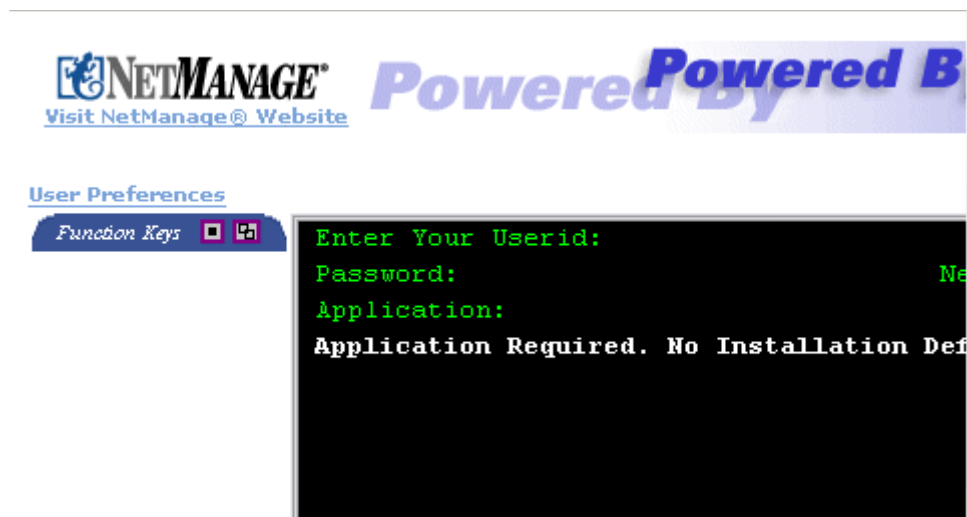 NETMANAGE®
Powered By
Powered B
Visit NetManage® Website
User Preferences
Function Keys
Enter Your Userid:
Password: Ne
Application:
Application Required. No Installation Def